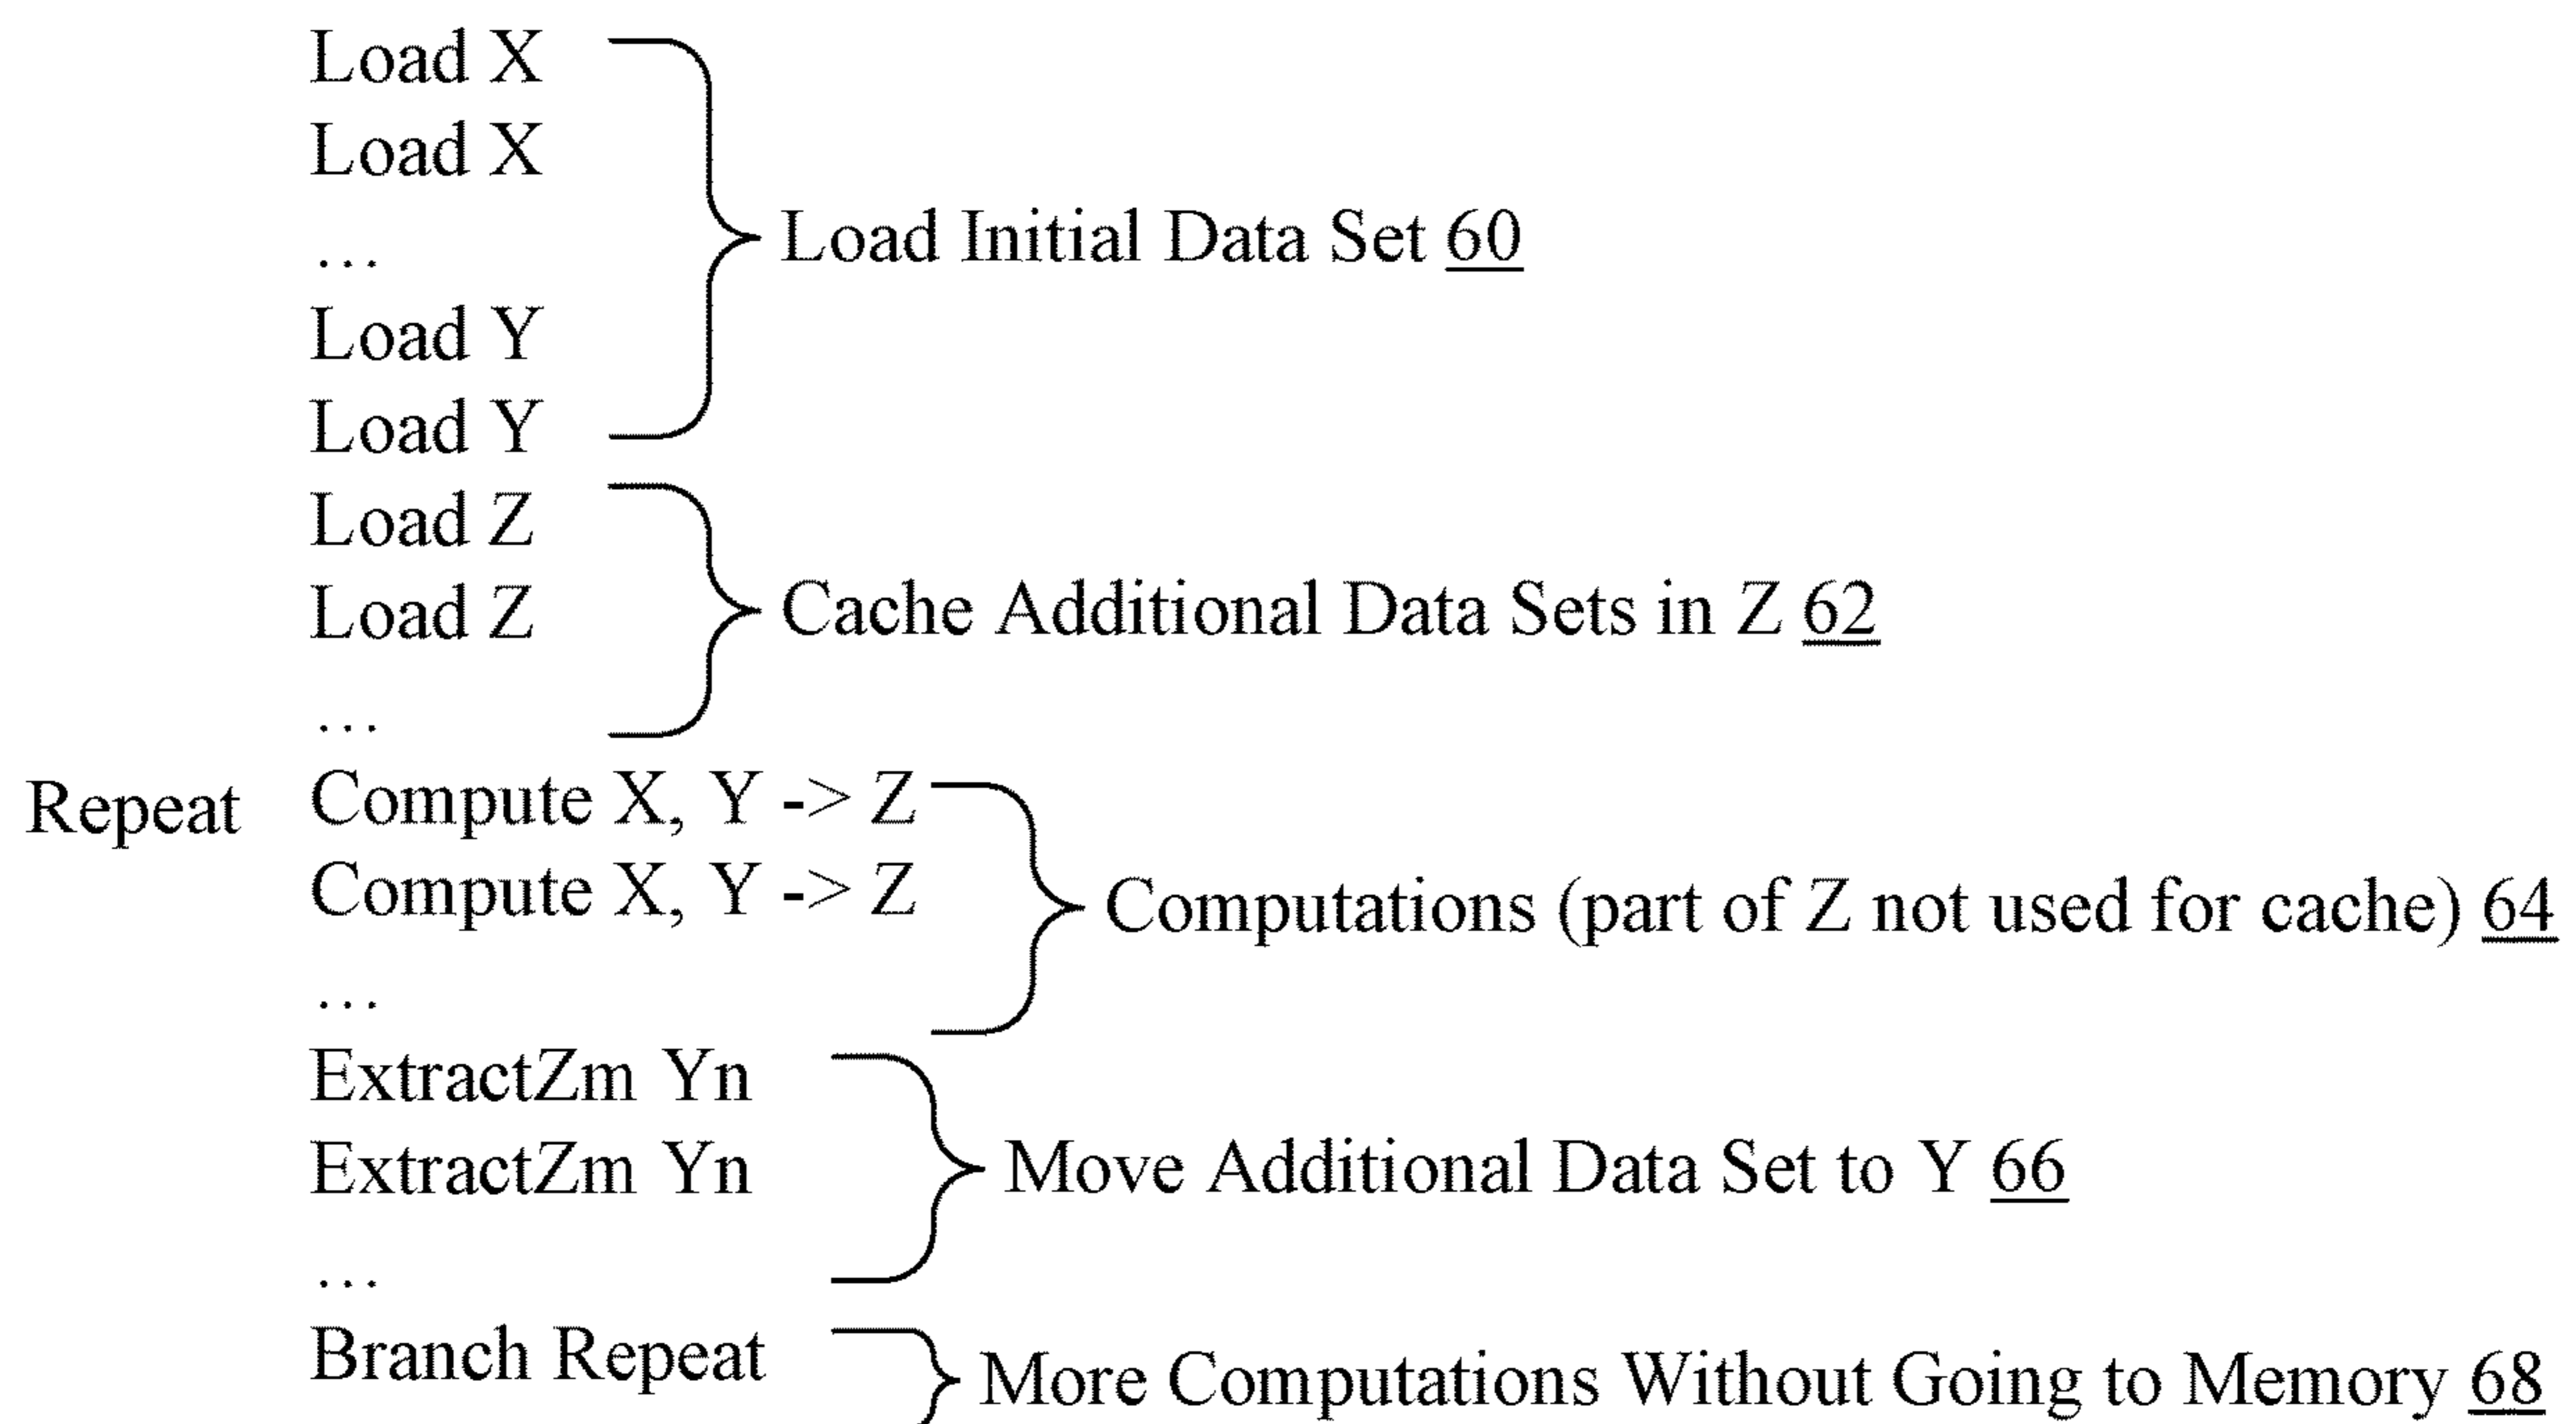 Load X
Load X
...
Load Initial Data Set 60
Load Y
Load Y
Load Z
Load Z
Cache Additional Data Sets in Z 62
...
Repeat Compute X, Y -> Z
Compute X, Y -> Z
Computations (part of Z not used for cache) 64
...
ExtractZm Yn
ExtractZm Yn
Move Additional Data Set to Y 66
...
Branch Repeat
More Computations Without Going to Memory 68